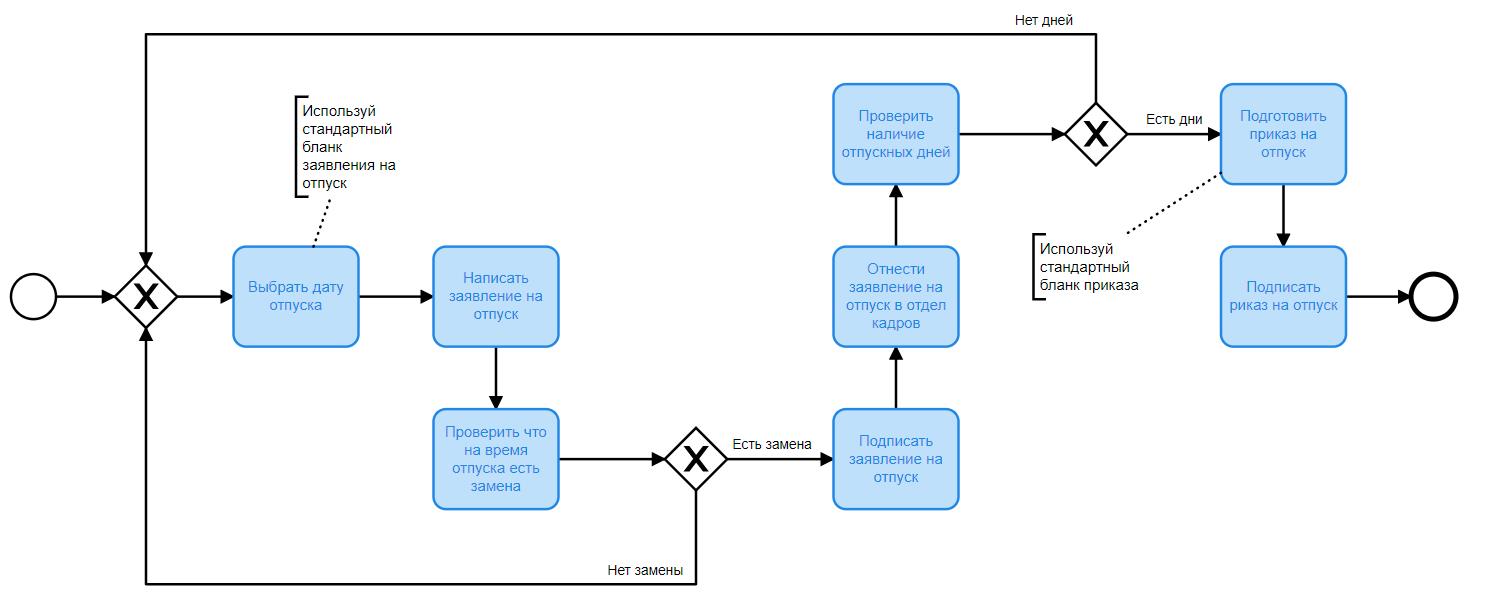 Нет дней
Используй
стандартный
бланк
заявления на
отпуск
Проверить
наличие
отпускных дней
X
Есть дни
Подготовить
приказ на
отпуск
X
Выбрать дату
отпуска
Написать
заявление на
отпуск
Отнести
заявление на
отпуск в отдел
кадров
Используй
стандартный
бланк приказа
Подписать
риказ на отпуск
Проверить что
на время
отпуска есть
замена
X
Есть замена
Подписать
заявление на
отпуск
Нет замены